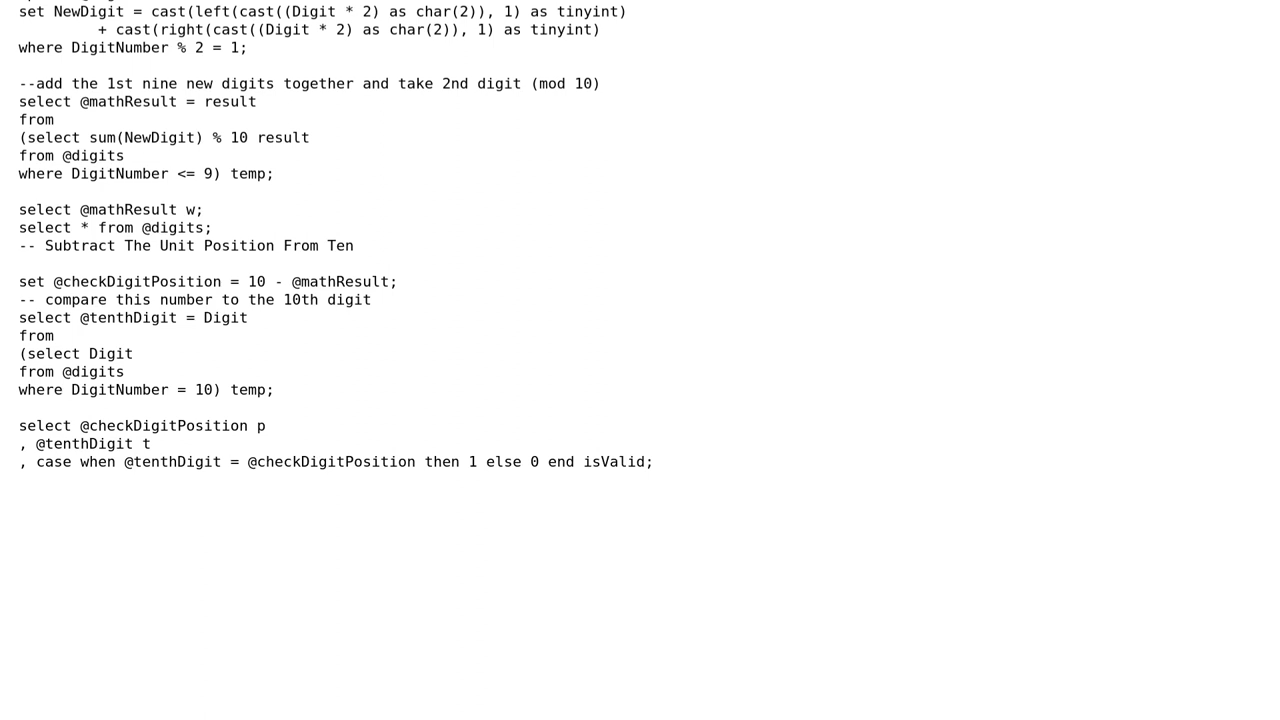 set NewDigit = cast(left(cast((Digit * 2) as char(2)), 1) as tinyint)
+ cast(right(cast((Digit * 2) as char(2)), 1) as tinyint)
where DigitNumber % 2 = 1;
--add the 1st nine new digits together and take 2nd digit (mod 10)
select @mathResult = result
from
(select sum(NewDigit) % 10 result
from @digits
where DigitNumber <= 9) temp;
select @mathResult w;
select * from @digits;
-- Subtract The Unit Position From Ten
set @checkDigitPosition = 10 - @mathResult;
-- compare this number to the 10th digit
select @tenthDigit = Digit
from
(select Digit
from @digits
where DigitNumber = 10) temp;
select @checkDigitPosition p
, @tenthDigit t
, case when @tenthDigit = @checkDigitPosition then 1 else 0 end isValid;